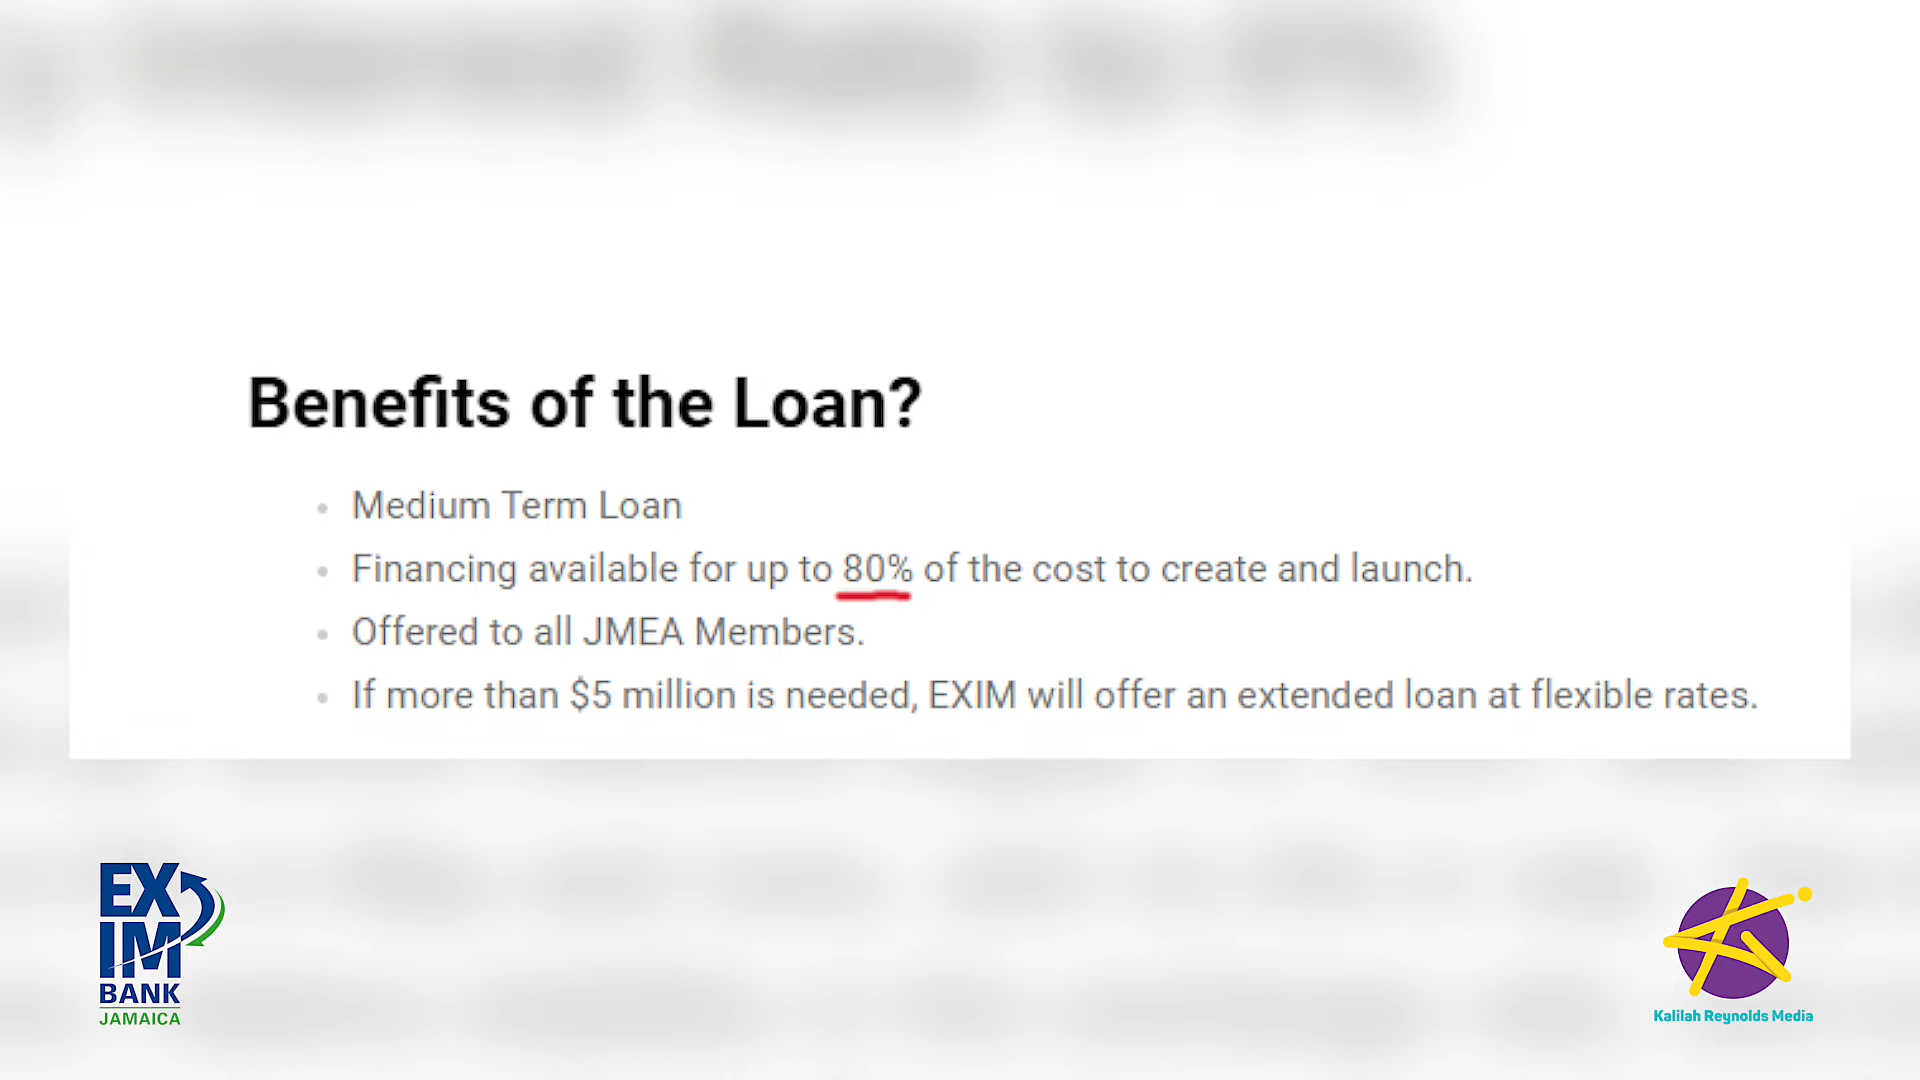 Benefits of the Loan?
Medium Term Loan
Financing available for up to 80% of the cost to create and launch.
Offered to all JMEA Members.
If more than $5 million is needed, EXIM will offer an extended loan at flexible rates.
EX
IM
BANK
JAMAICA
Kalilah Reynolds Media